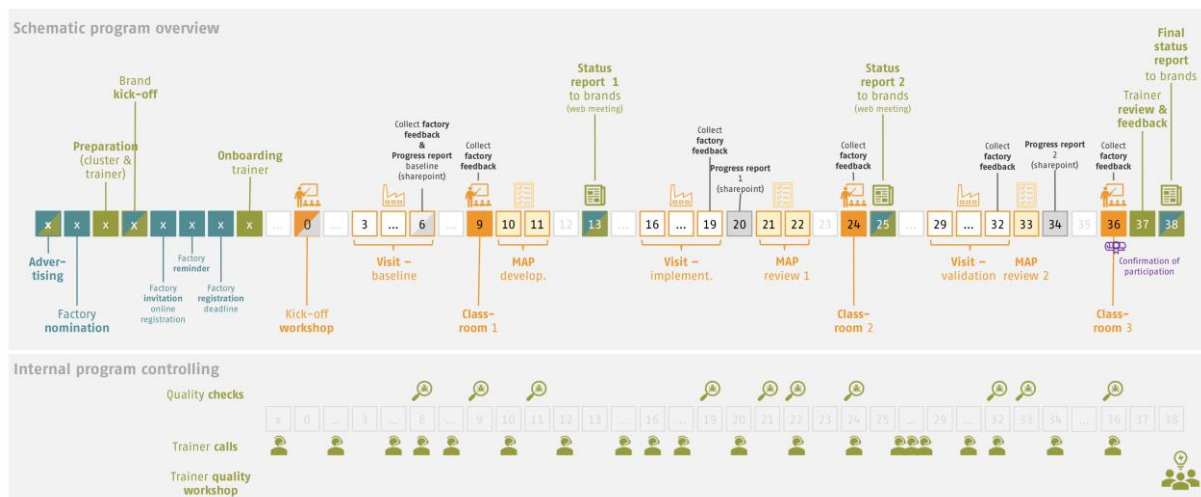 Schematic program overview
Final
status
report
to brands
Brand
kick-off
Status
report 1
to brands
(web meeting)
Status
report 2
to brands
(web meeting)
Trainer
review &
feedback
Preparation
(cluster &
trainer)
Onboarding
trainer
Collect factory
feedback
&
Progress report
baseline
(sharepoint)
Collect
factory
feedback
Collect
factory
feedback
Progress report
1
(sharepoint)
Collect
factory
feedback
Collect
factory
feedback
Progress report
2
(sharepoint)
Collect
factory
feedback
x x x x x x x x ... 0 ... 3 ... 6 ... 9 10 11 12 13 ... 16 ... 19 20 21 22 23 24 25 ... 29 ... 32 33 34 35 36 37 38
Adver-
tising
Factory
nomination
Factory
invitation
online
registration
Factory
reminder
Factory
registration
deadline
Kick-off
workshop
Visit –
baseline
Class-
room 1
MAP
develop.
Visit –
implement.
MAP
review 1
Class-
room 2
Visit –
validation
MAP
review 2
Class-
room 3
Confirmation of
participation
Internal program controlling
Quality checks
x 0 ... 3 ... 6 ... 9 10 11 12 13 ... 16 ... 19 20 21 22 23 24 25 ... 29 ... 32 33 34 ... 36 37 38
Trainer calls
Trainer quality
workshop